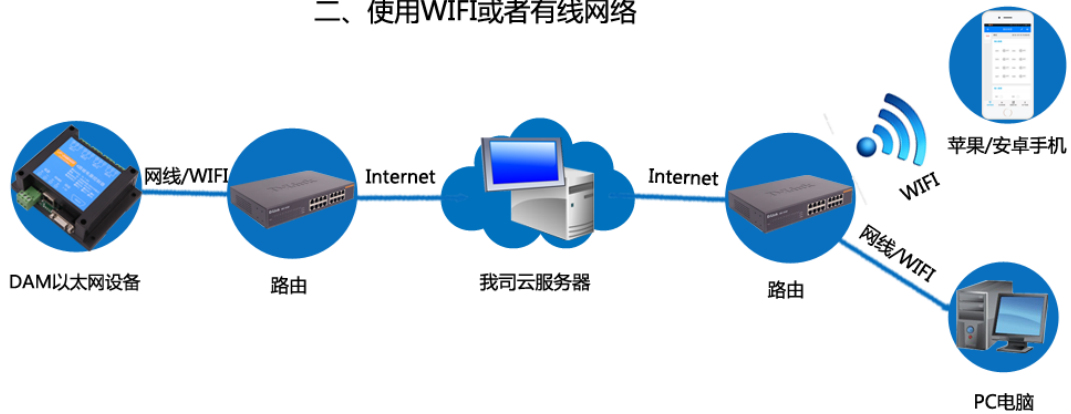 二、使用WIFI或者有线网络
苹果/安卓手机
网线/WIFI
Internet
Internet
WIFI
DAM以太网设备
路由
我司云服务器
路由
网线/WIFI
PC电脑